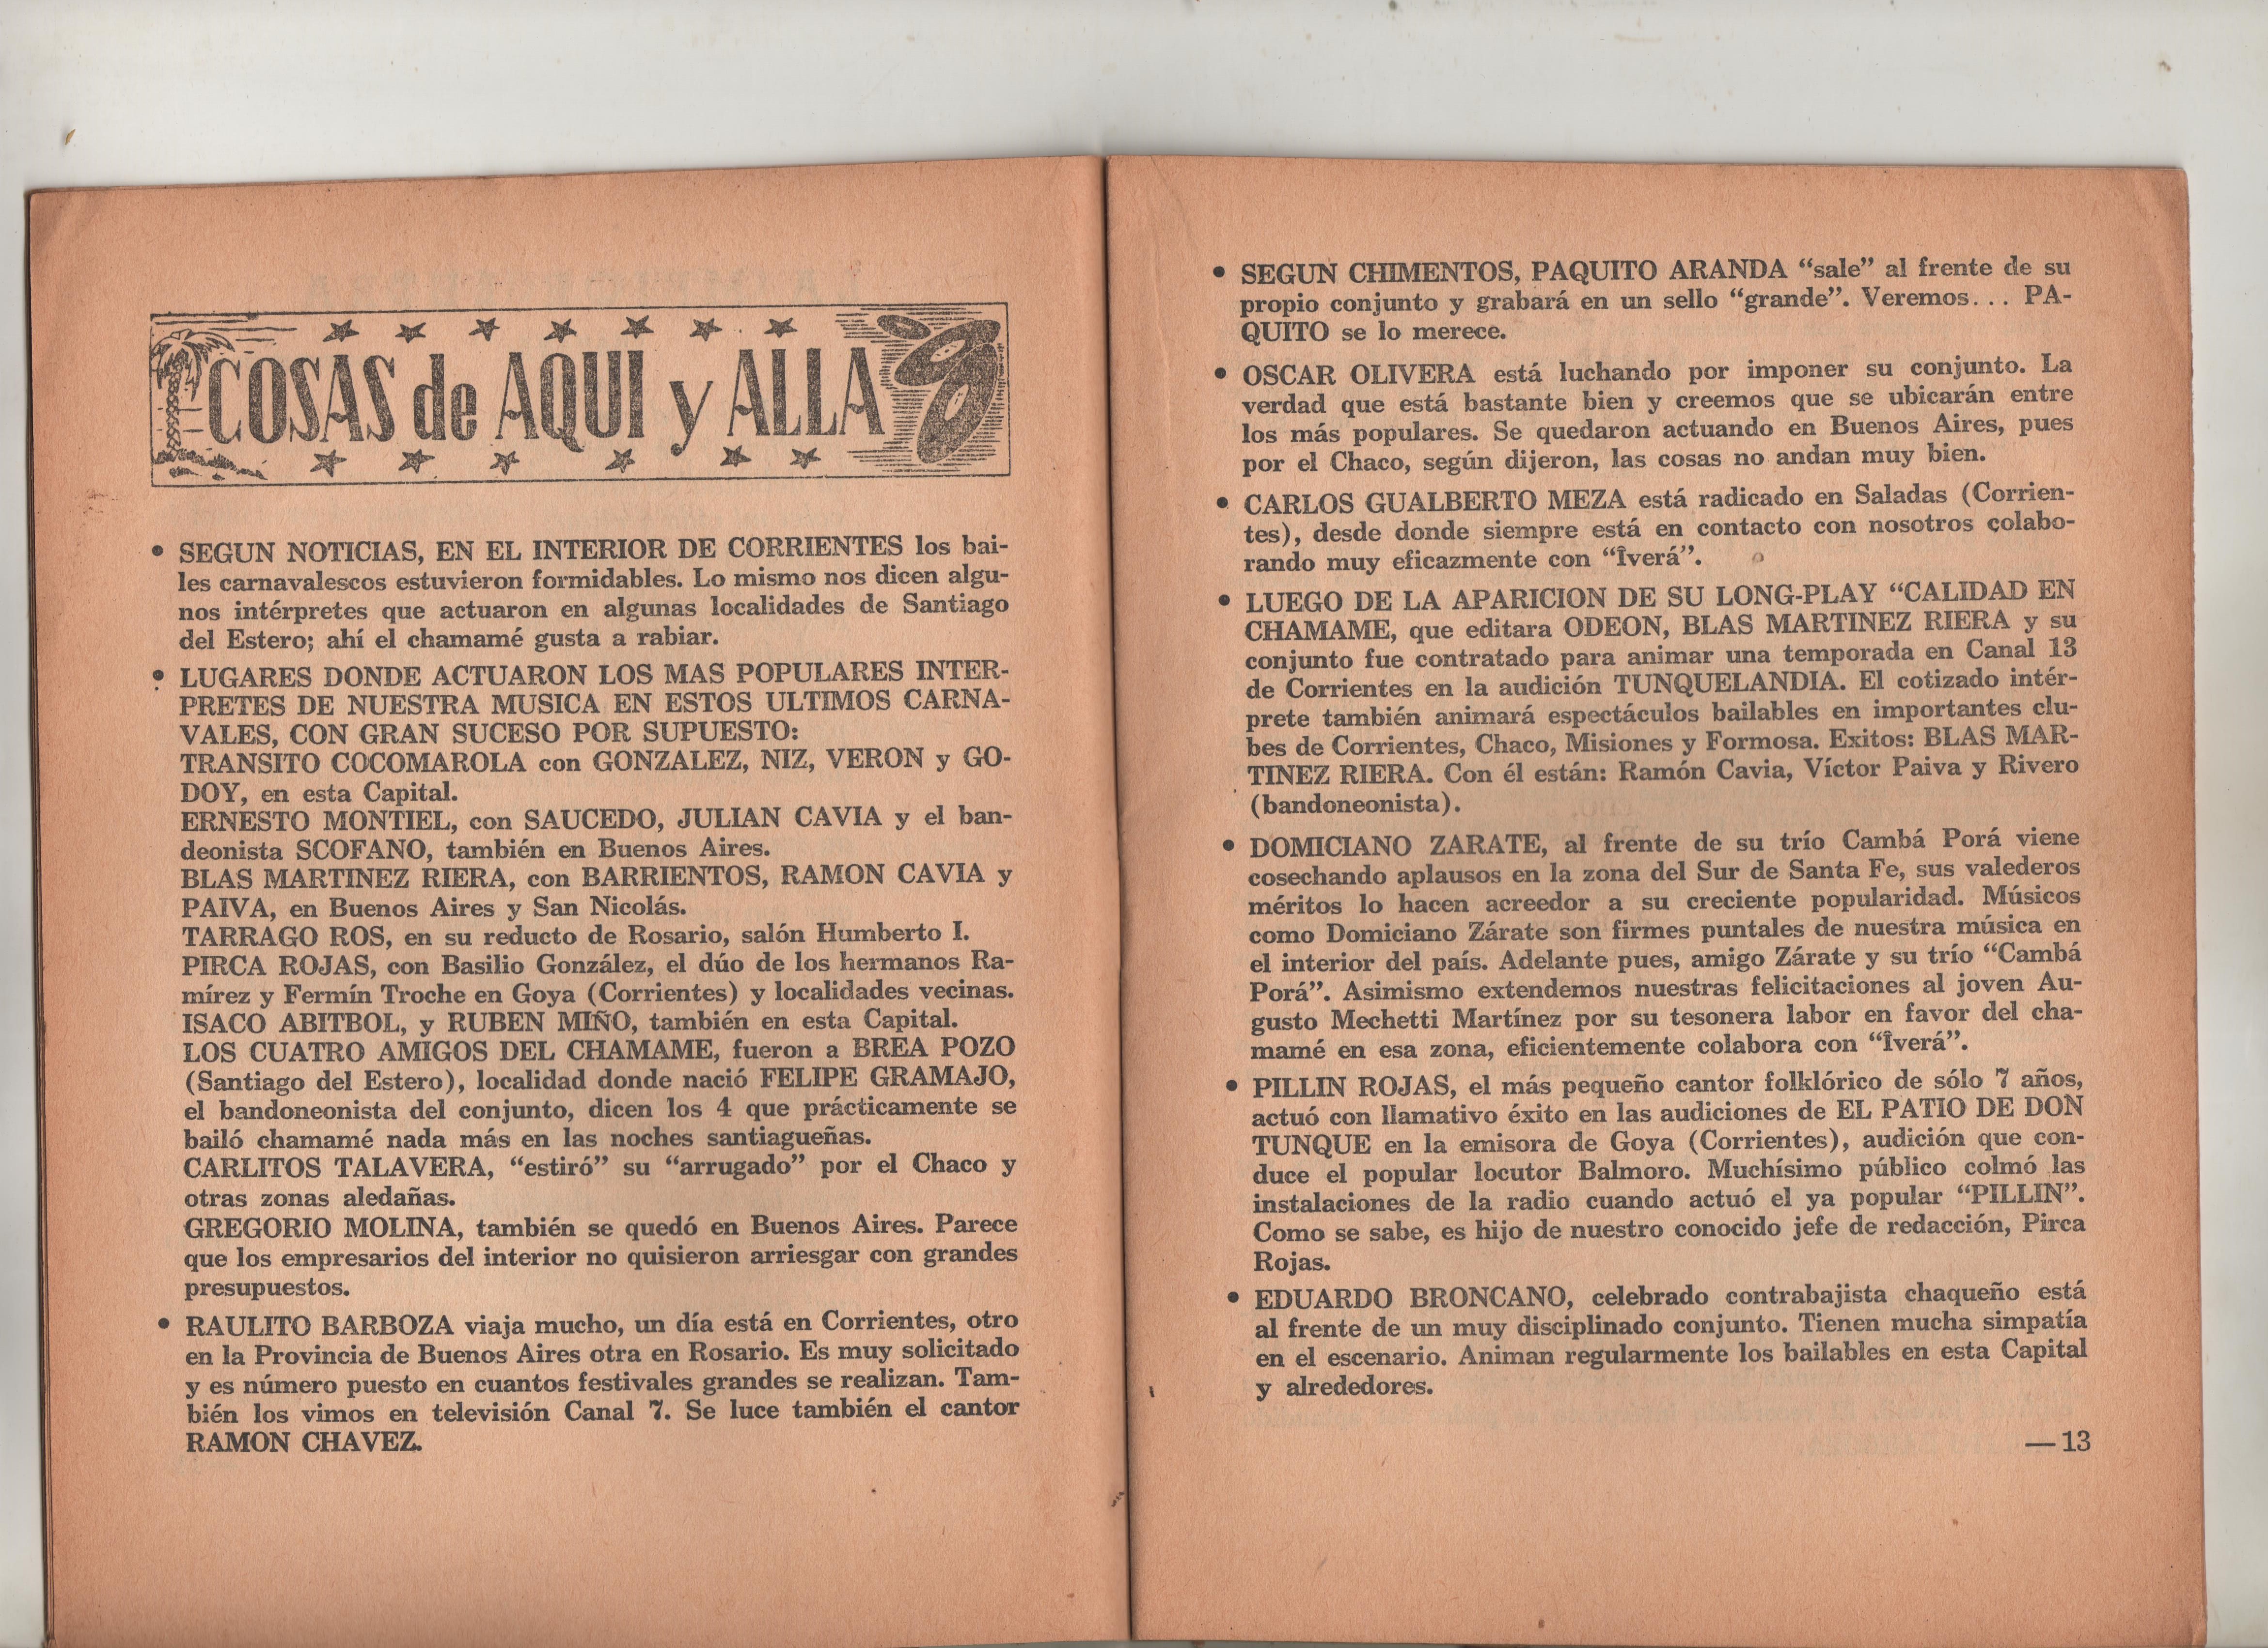 COSAS de AQUI y ALLA
• SEGUN NOTICIAS, EN EL INTERIOR DE CORRIENTES los bai-
les carnavalescos estuvieron formidables. Lo mismo nos dicen algu-
nos intérpretes que actuaron en algunas localidades de Santiago
del Estero; ahí el chamamé gusta a rabiar.
• LUGARES DONDE ACTUARON LOS MAS POPULARES INTER-
PRETES DE NUESTRA MUSICA EN ESTOS ULTIMOS CARNA-
VALES, CON GRAN SUCESO POR SUPUESTO:
TRANSITO COCOMAROLA con GONZALEZ, NIZ, VERON y GO-
DOY, en esta Capital.
ERNESTO MONTIEL, con SAUCEDO, JULIAN CAVIA y el ban-
deonista SCOFANO, también en Buenos Aires.
BLAS MARTINEZ RIERA, con BARRIENTOS, RAMON CAVIA y
PAIVA, en Buenos Aires y San Nicolás.
TARRAGO ROS, en su reducto de Rosario, salón Humberto I.
PIRCA ROJAS, con Basilio González, el dúo de los hermanos Ra-
mírez y Fermín Troche en Goya (Corrientes) y localidades vecinas.
ISACO ABITBOL, y RUBEN MIÑO, también en esta Capital.
LOS CUATRO AMIGOS DEL CHAMAME, fueron a BREA POZO
(Santiago del Estero), localidad donde nació FELIPE GRAMAJO,
el bandoneonista del conjunto, dicen los 4 que prácticamente se
bailó chamamé nada más en las noches santiagueñas.
CARLITOS TALAVERA, “estiró” su “arrugado” por el Chaco y
otras zonas aledañas.
GREGORIO MOLINA, también se quedó en Buenos Aires. Parece
que los empresarios del interior no quisieron arriesgar con grandes
presupuestos.
• RAULITO BARBOZA viaja mucho, un día está en Corrientes, otro
en la Provincia de Buenos Aires otra en Rosario. Es muy solicitado
y es número puesto en cuantos festivales grandes se realizan. Tam-
bién los vimos en televisión Canal 7. Se luce también el cantor
RAMON CHAVEZ.
• SEGUN CHIMENTOS, PAQUITO ARANDA “sale” al frente de su
propio conjunto y grabará en un sello “grande”. Veremos... PA-
QUITO se lo merece.
• OSCAR OLIVERA está luchando por imponer su conjunto. La
verdad que está bastante bien y creemos que se ubicarán entre
los más populares. Se quedaron actuando en Buenos Aires, pues
por el Chaco, según dijeron, las cosas no andan muy bien.
• CARLOS GUALBERTO MEZA está radicado en Saladas (Corrien-
tes), desde donde siempre está en contacto con nosotros colabo-
rando muy eficazmente con “Îverá”.
• LUEGO DE LA APARICION DE SU LONG-PLAY “CALIDAD EN
CHAMAME, que editara ODEON, BLAS MARTINEZ RIERA y su
conjunto fue contratado para animar una temporada en Canal 13
de Corrientes en la audición TUNQUELANDIA. El cotizado intér-
prete también animará espectáculos bailables en importantes clu-
bes de Corrientes, Chaco, Misiones y Formosa. Exitos: BLAS MAR-
TINEZ RIERA. Con él están: Ramón Cavia, Víctor Paiva y Rivero
(bandoneonista).
• DOMICIANO ZARATE, al frente de su trío Cambá Porá viene
cosechando aplausos en la zona del Sur de Santa Fe, sus valederos
méritos lo hacen acreedor a su creciente popularidad. Músicos
como Domiciano Zárate son firmes puntales de nuestra música en
el interior del país. Adelante pues, amigo Zárate y su trío “Cambá
Porá”. Asimismo extendemos nuestras felicitaciones al joven Au-
gusto Mechetti Martínez por su tesonera labor en favor del cha-
mamé en esa zona, eficientemente colabora con “Îverá”.
• PILLIN ROJAS, el más pequeño cantor folklórico de sólo 7 años,
actuó con llamativo éxito en las audiciones de EL PATIO DE DON
TUNQUE en la emisora de Goya (Corrientes), audición que con-
duce el popular locutor Balmoro. Muchísimo público colmó las
instalaciones de la radio cuando actuó el ya popular “PILLIN”.
Como se sabe, es hijo de nuestro conocido jefe de redacción, Pirca
Rojas.
• EDUARDO BRONCANO, celebrado contrabajista chaqueño está
al frente de un muy disciplinado conjunto. Tienen mucha simpatía
en el escenario. Animan regularmente los bailables en esta Capital
y alrededores.
— 13